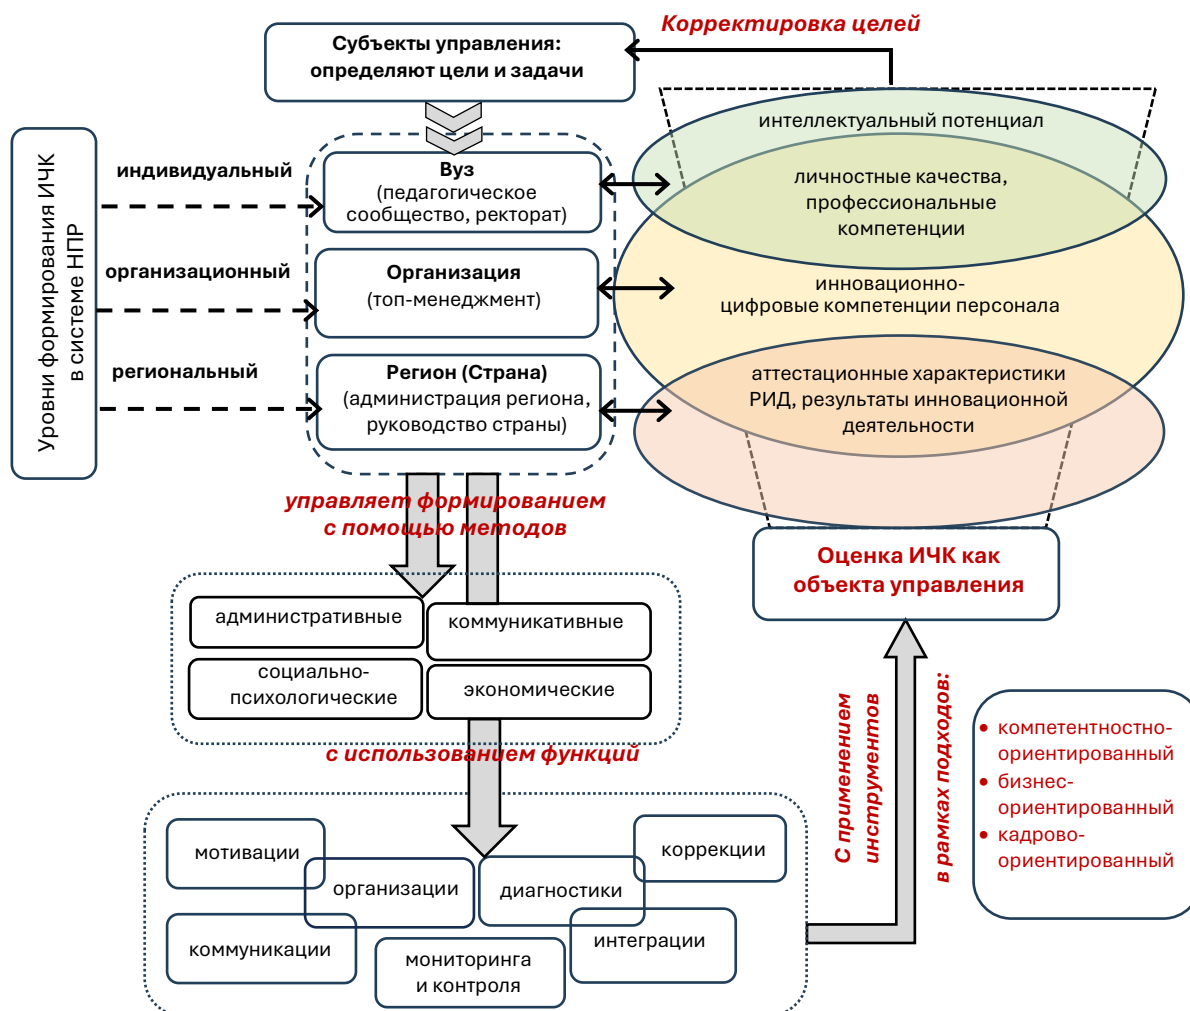 Корректировка целей
Субъекты управления:
определяют цели и задачи
Уровни формирования ИЧК
в системе НПР
индивидуальный
организационный
региональный
Вуз
(педагогическое
сообщество, ректорат)
Организация
(топ-менеджмент)
Регион (Страна)
(администрация региона,
руководство страны)
интеллектуальный потенциал
личностные качества,
профессиональные
компетенции
инновационно-
цифровые компетенции персонала
аттестационные характеристики
РИД, результаты инновационной
деятельности
управляет формированием
с помощью методов
Оценка ИЧК как
объекта управления
административные
коммуникативные
социально-
психологические
экономические
с использованием функций
С применением
инструментов
в рамках подходов:
• компетентностно-
ориентированный
• бизнес-
ориентированный
• кадрово-
ориентированный
мотивации
организации
диагностики
коррекции
коммуникации
мониторинга
и контроля
интеграции